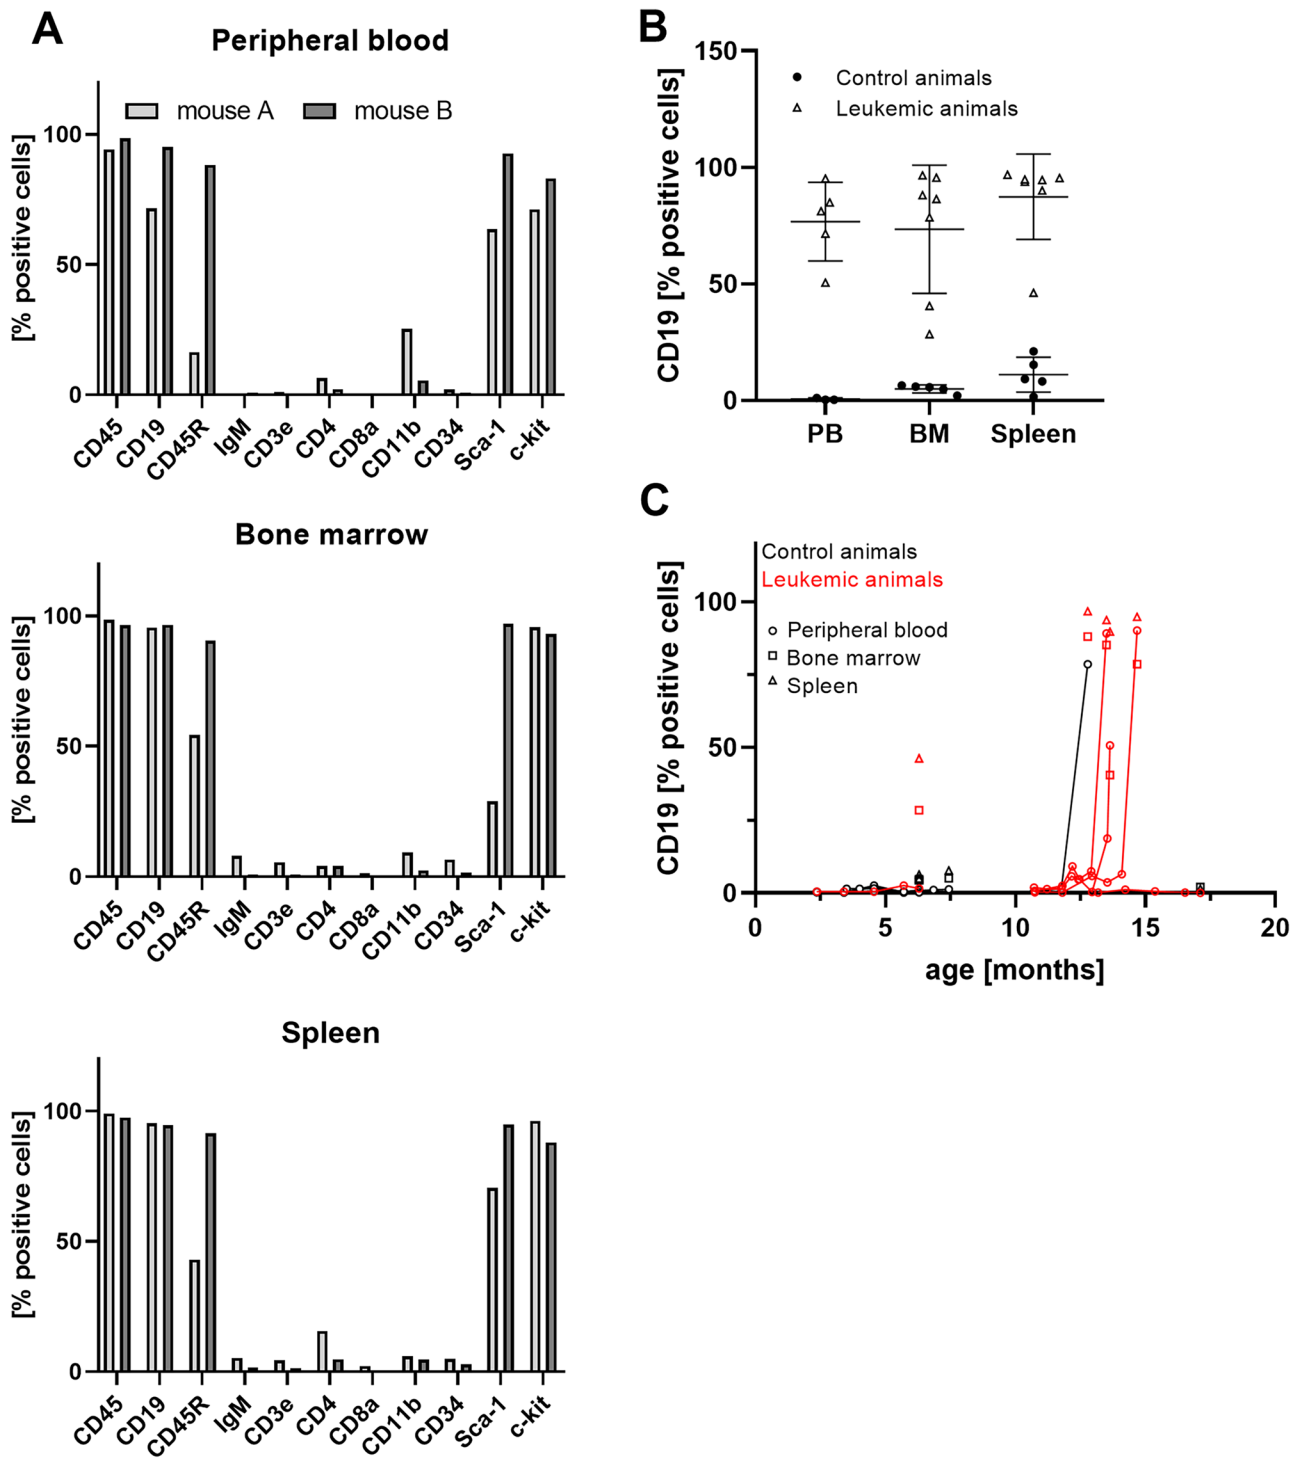 A
Peripheral blood
mouse A mouse B
[% positive cells]
100
50
0
CD45 CD19 CD45R IgM CD3e CD4 CD8a CD11b CD34 Sca-1 c-kit
Bone marrow
[% positive cells]
100
50
0
CD45 CD19 CD45R IgM CD3e CD4 CD8a CD11b CD34 Sca-1 c-kit
Spleen
[% positive cells]
100
50
0
CD45 CD19 CD45R IgM CD3e CD4 CD8a CD11b CD34 Sca-1 c-kit
B
CD19 [% positive cells]
150
100
50
0
Control animals
Leukemic animals
PB BM Spleen
C
CD19 [% positive cells]
100
50
0
Control animals
Leukemic animals
Peripheral blood
Bone marrow
Spleen
0 5 10 15 20
age [months]